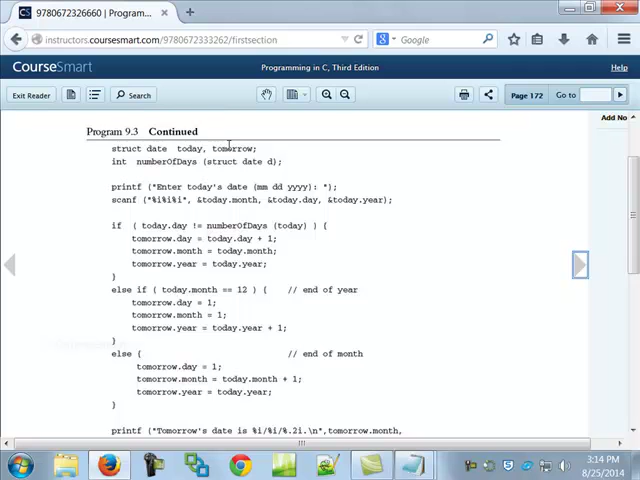 9780672326660 | Program...
instructors.coursesmart.com/9780672333262/firstsection
Google
CourseSmart
Programming in C, Third Edition
Help
Exit Reader
Search
Page 172
Go to
Add No
Program 9.3 Continued
struct date today, tomorrow;
int numberOfDays (struct date d);
printf ("Enter today's date (mm dd yyyy): ");
scanf ("%i%i%i", &today.month, &today.day, &today.year);
if ( today.day != numberOfDays (today) ) {
tomorrow.day = today.day + 1;
tomorrow.month = today.month;
tomorrow.year = today.year;
}
else if ( today.month == 12 ) { // end of year
tomorrow.day = 1;
tomorrow.month = 1;
tomorrow.year = today.year + 1;
}
else { // end of month
tomorrow.day = 1;
tomorrow.month = today.month + 1;
tomorrow.year = today.year;
}
printf ("Tomorrow's date is %i/%i/%.2i.\n",tomorrow.month,
3:14 PM
8/25/2014